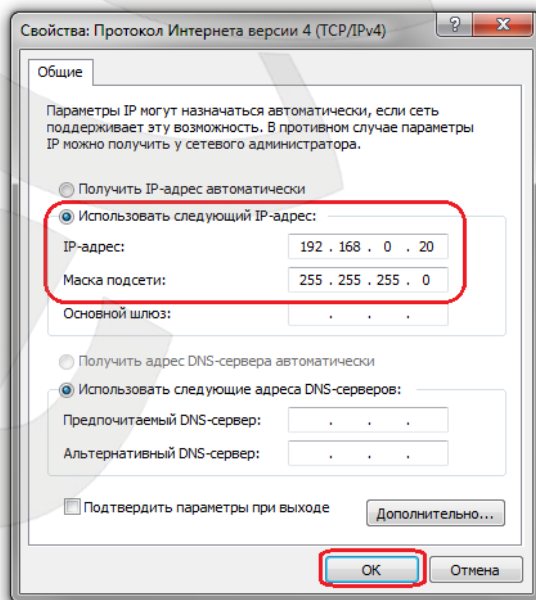 Свойства: Протокол Интернета версии 4 (TCP/IPv4)
Общие
Параметры IP могут назначаться автоматически, если сеть
поддерживает эту возможность. В противном случае параметры
IP можно получить у сетевого администратора.
Получить IP-адрес автоматически
Использовать следующий IP-адрес:
IP-адрес: 192 . 168 . 0 . 20
Маска подсети: 255 . 255 . 255 . 0
Основной шлюз: . . .
Получить адрес DNS-сервера автоматически
Использовать следующие адреса DNS-серверов:
Предпочитаемый DNS-сервер: . . .
Альтернативный DNS-сервер: . . .
Подтвердить параметры при выходе
Дополнительно...
ОК Отмена